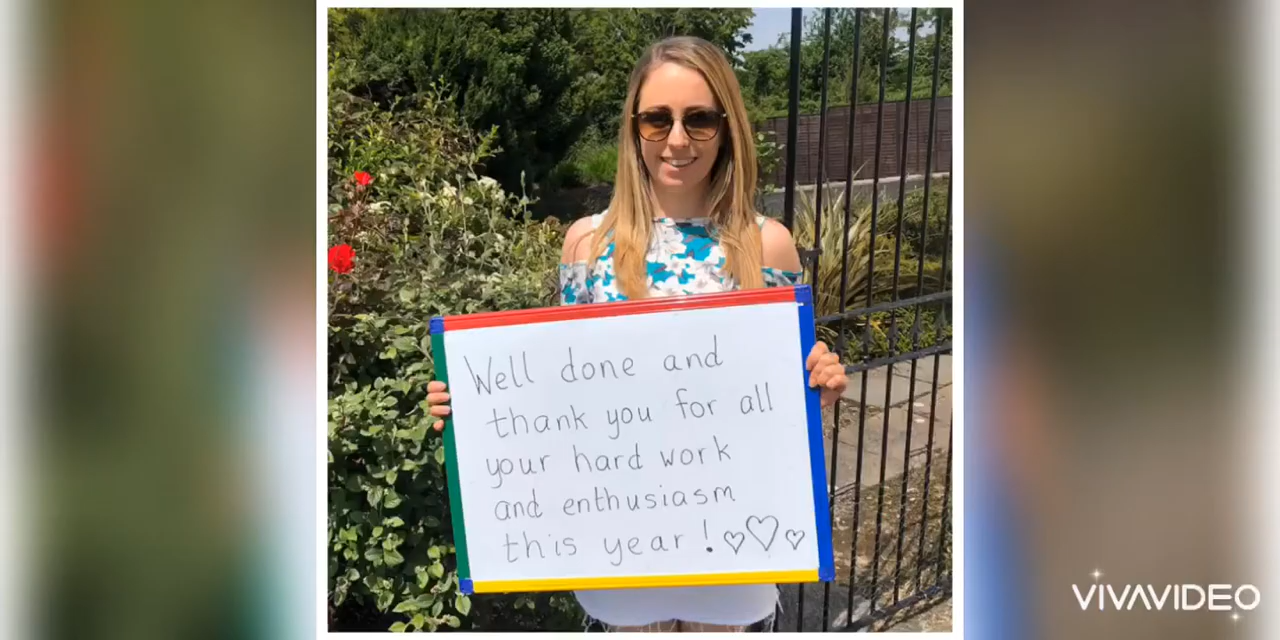 Well done and
thank you for all
your hard work
and enthusiasm
this year!
VIVAVIDEO